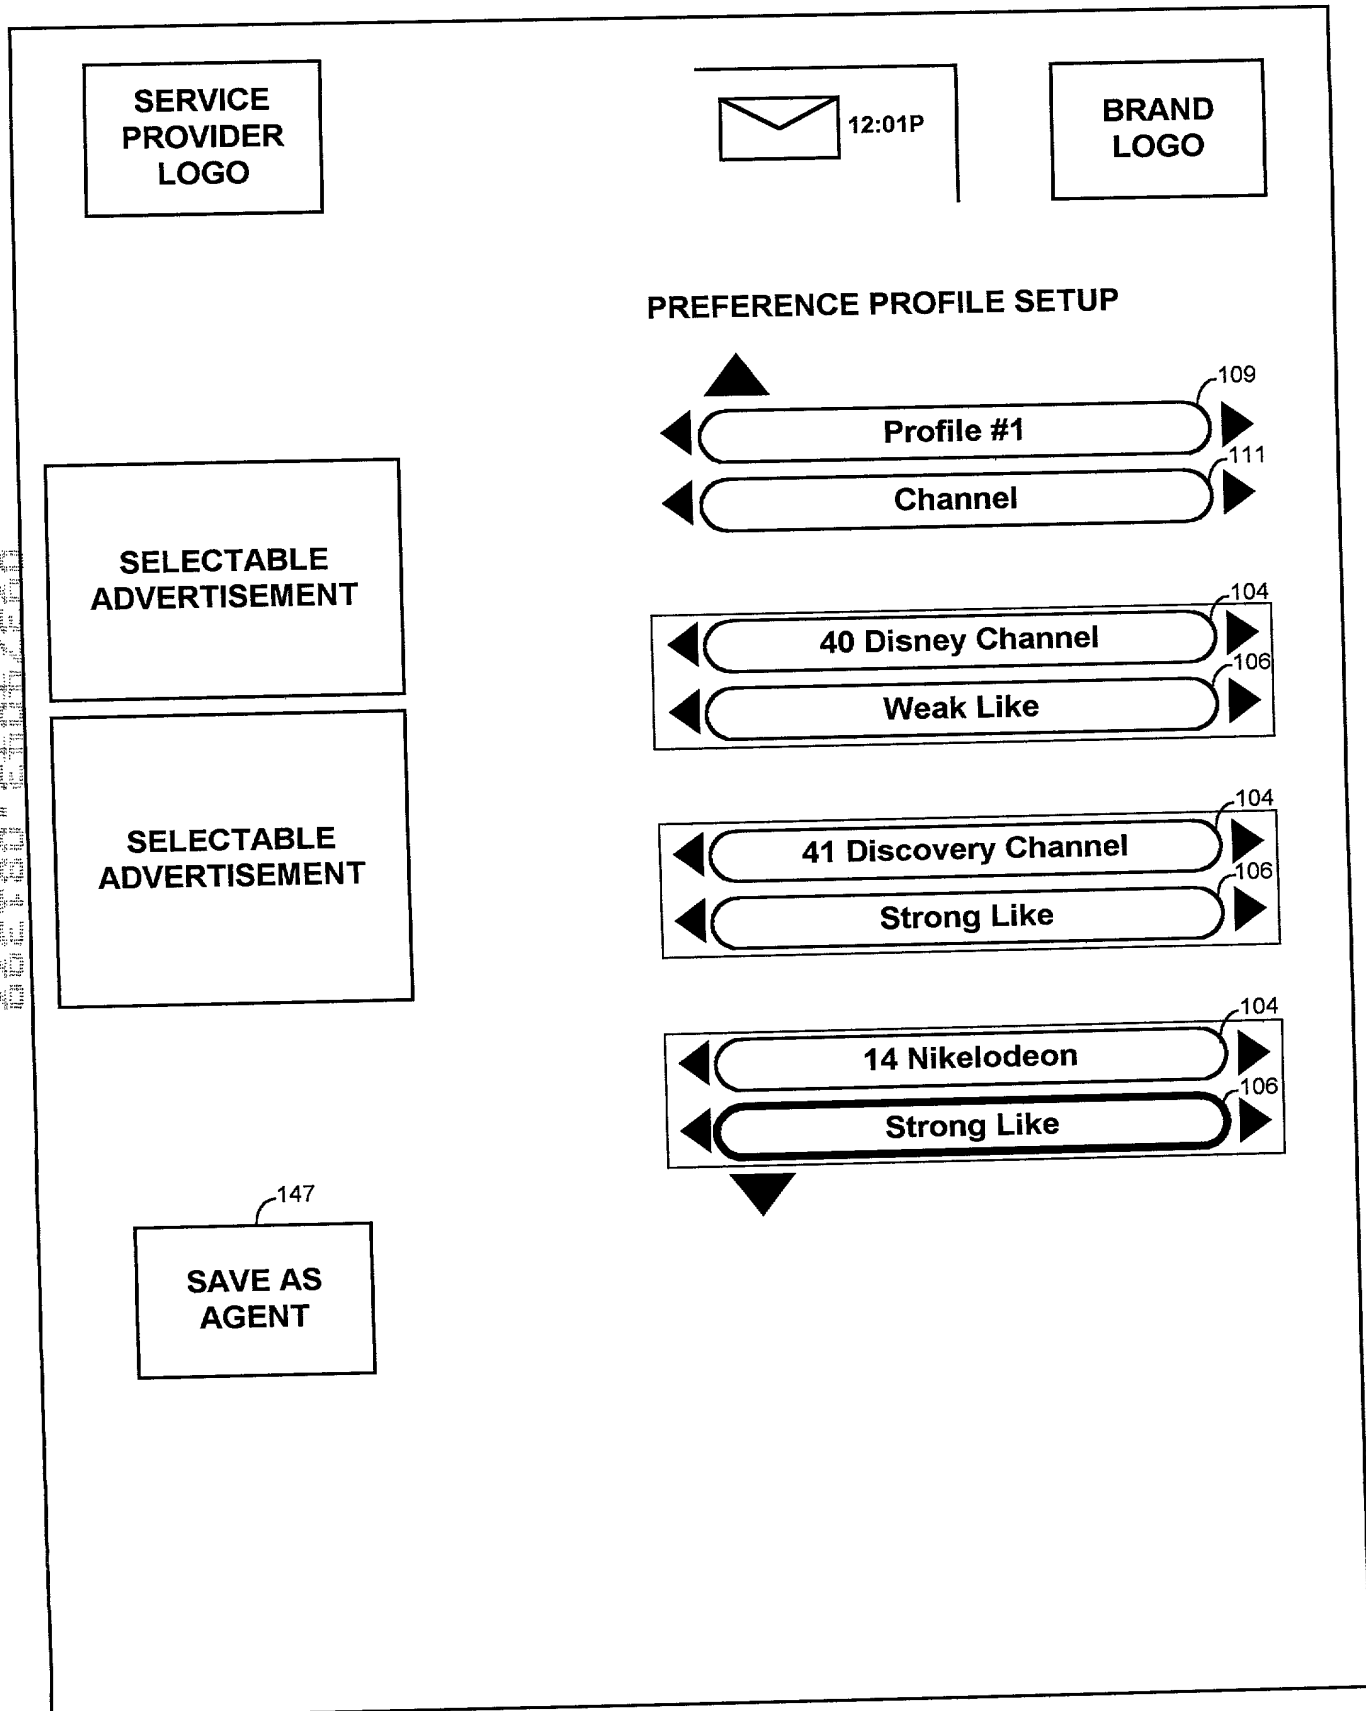 SERVICE
PROVIDER
LOGO
12:01P
BRAND
LOGO
PREFERENCE PROFILE SETUP
109
Profile #1
111
Channel
SELECTABLE
ADVERTISEMENT
104
40 Disney Channel
106
Weak Like
SELECTABLE
ADVERTISEMENT
104
41 Discovery Channel
106
Strong Like
104
14 Nikelodeon
106
Strong Like
147
SAVE AS
AGENT